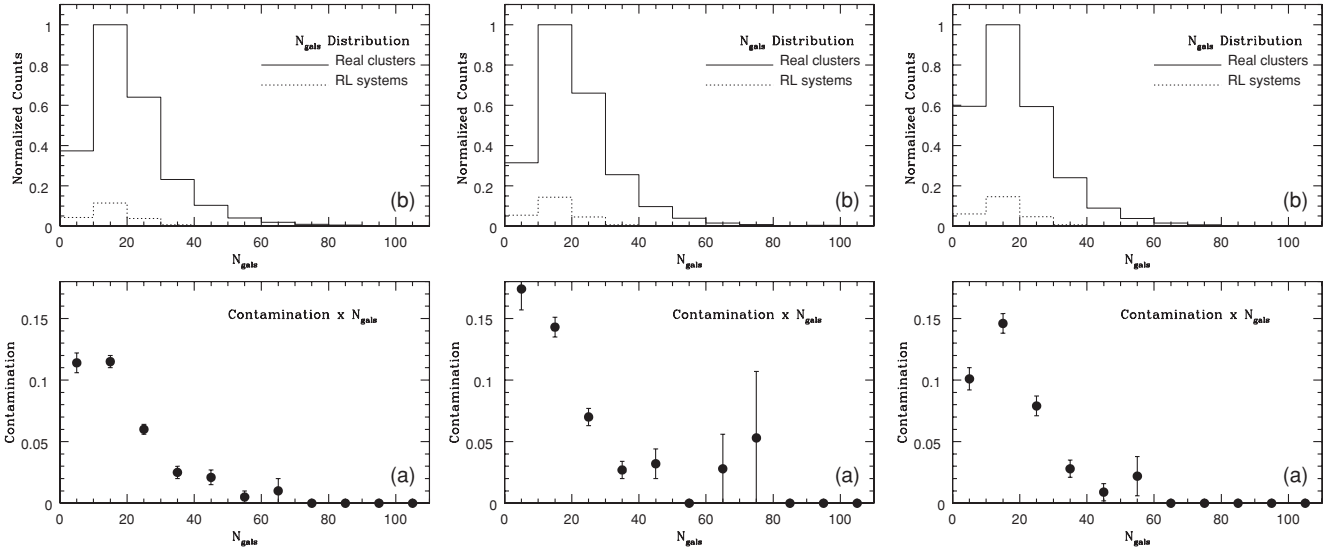 Normalized Counts
1
0.8
0.6
0.4
0.2
0
N_gals Distribution
Real clusters
RL systems
(b)
0 20 40 60 80 100
N_gals
Normalized Counts
1
0.8
0.6
0.4
0.2
0
N_gals Distribution
Real clusters
RL systems
(b)
0 20 40 60 80 100
N_gals
Normalized Counts
1
0.8
0.6
0.4
0.2
0
N_gals Distribution
Real clusters
RL systems
(b)
0 20 40 60 80 100
N_gals
Contamination
0.15
0.1
0.05
0
Contamination x N_gals
(a)
0 20 40 60 80 100
N_gals
Contamination
0.15
0.1
0.05
0
Contamination x N_gals
(a)
0 20 40 60 80 100
N_gals
Contamination
0.15
0.1
0.05
0
Contamination x N_gals
(a)
0 20 40 60 80 100
N_gals